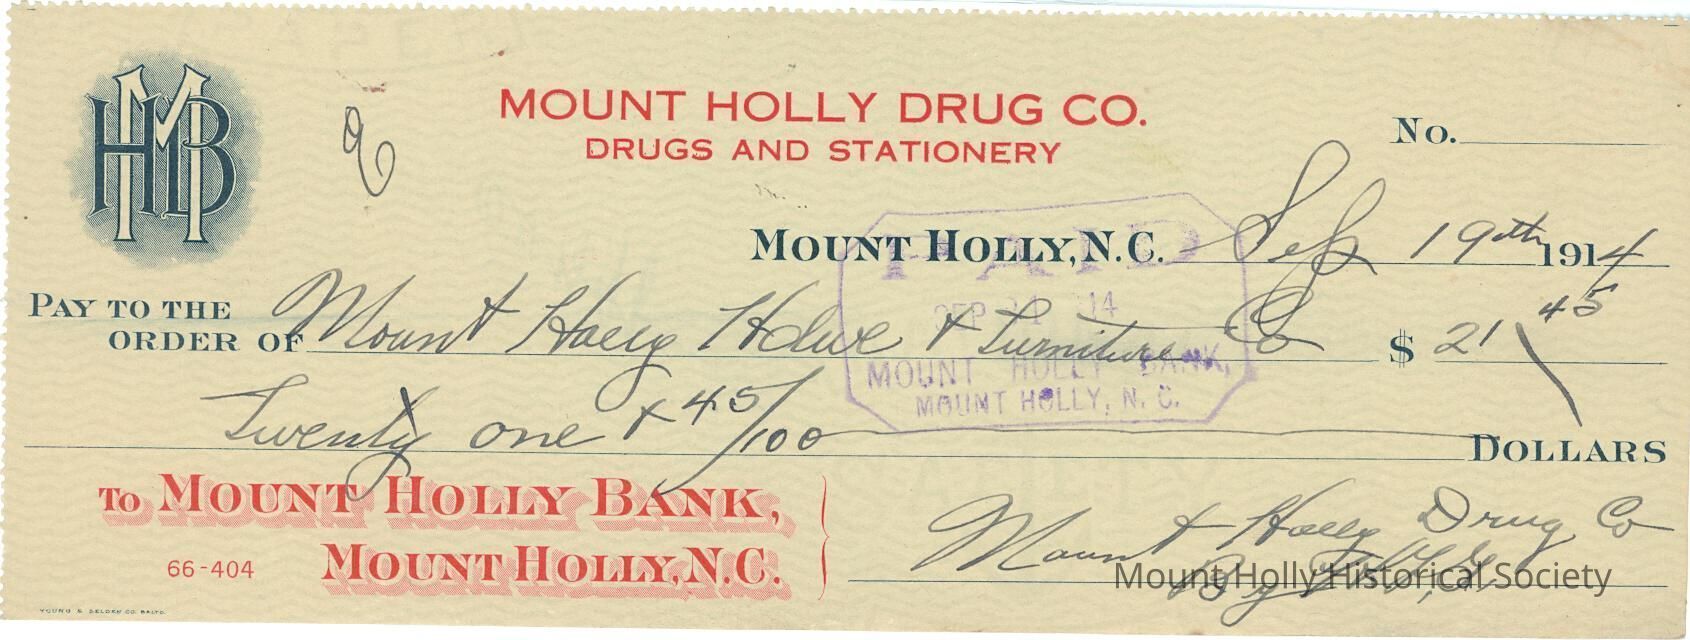 HMB
MOUNT HOLLY DRUG CO.
DRUGS AND STATIONERY
No.
MOUNT HOLLY, N.C. Sep 19th 1914
PAID
SEP 14
MOUNT HOLLY BANK,
MOUNT HOLLY, N. C.
PAY TO THE
ORDER OF Mount Holly Hdwe + Furniture Co $ 21 45
Twenty one + 45/100 DOLLARS
TO MOUNT HOLLY BANK,
66-404 MOUNT HOLLY, N.C.
Mount Holly Drug Co
By
Mount Holly Historical Society
YOUNG & SELDEN CO. BALTO.